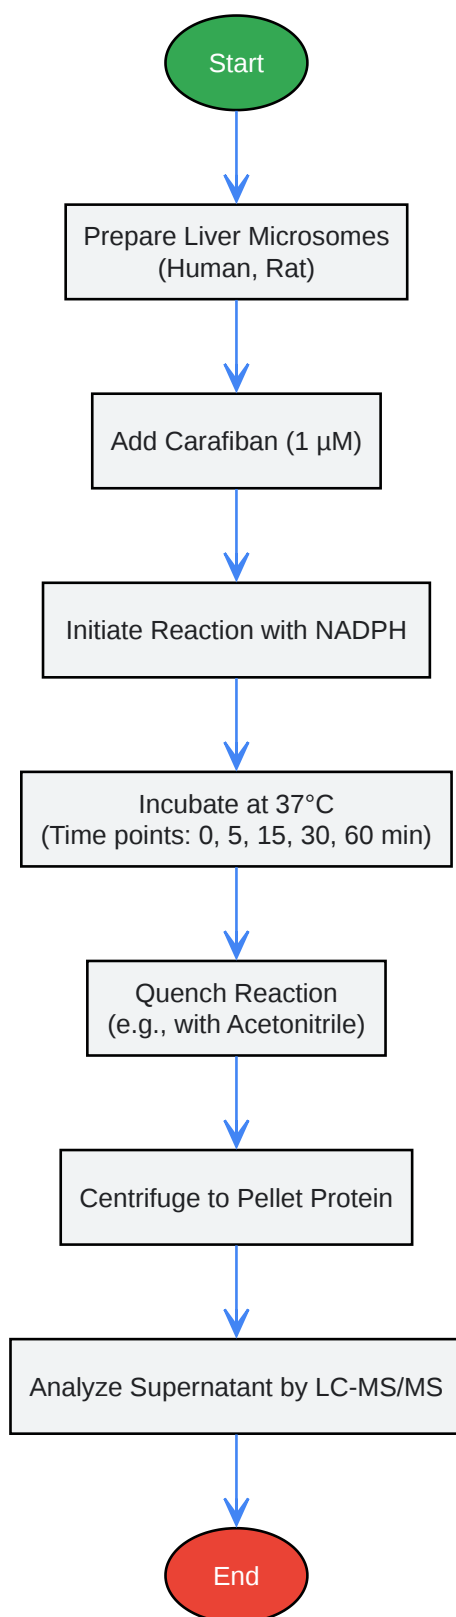 Start
Prepare Liver Microsomes
(Human, Rat)
Add Carafiban (1 µM)
Initiate Reaction with NADPH
Incubate at 37°C
(Time points: 0, 5, 15, 30, 60 min)
Quench Reaction
(e.g., with Acetonitrile)
Centrifuge to Pellet Protein
Analyze Supernatant by LC-MS/MS
End